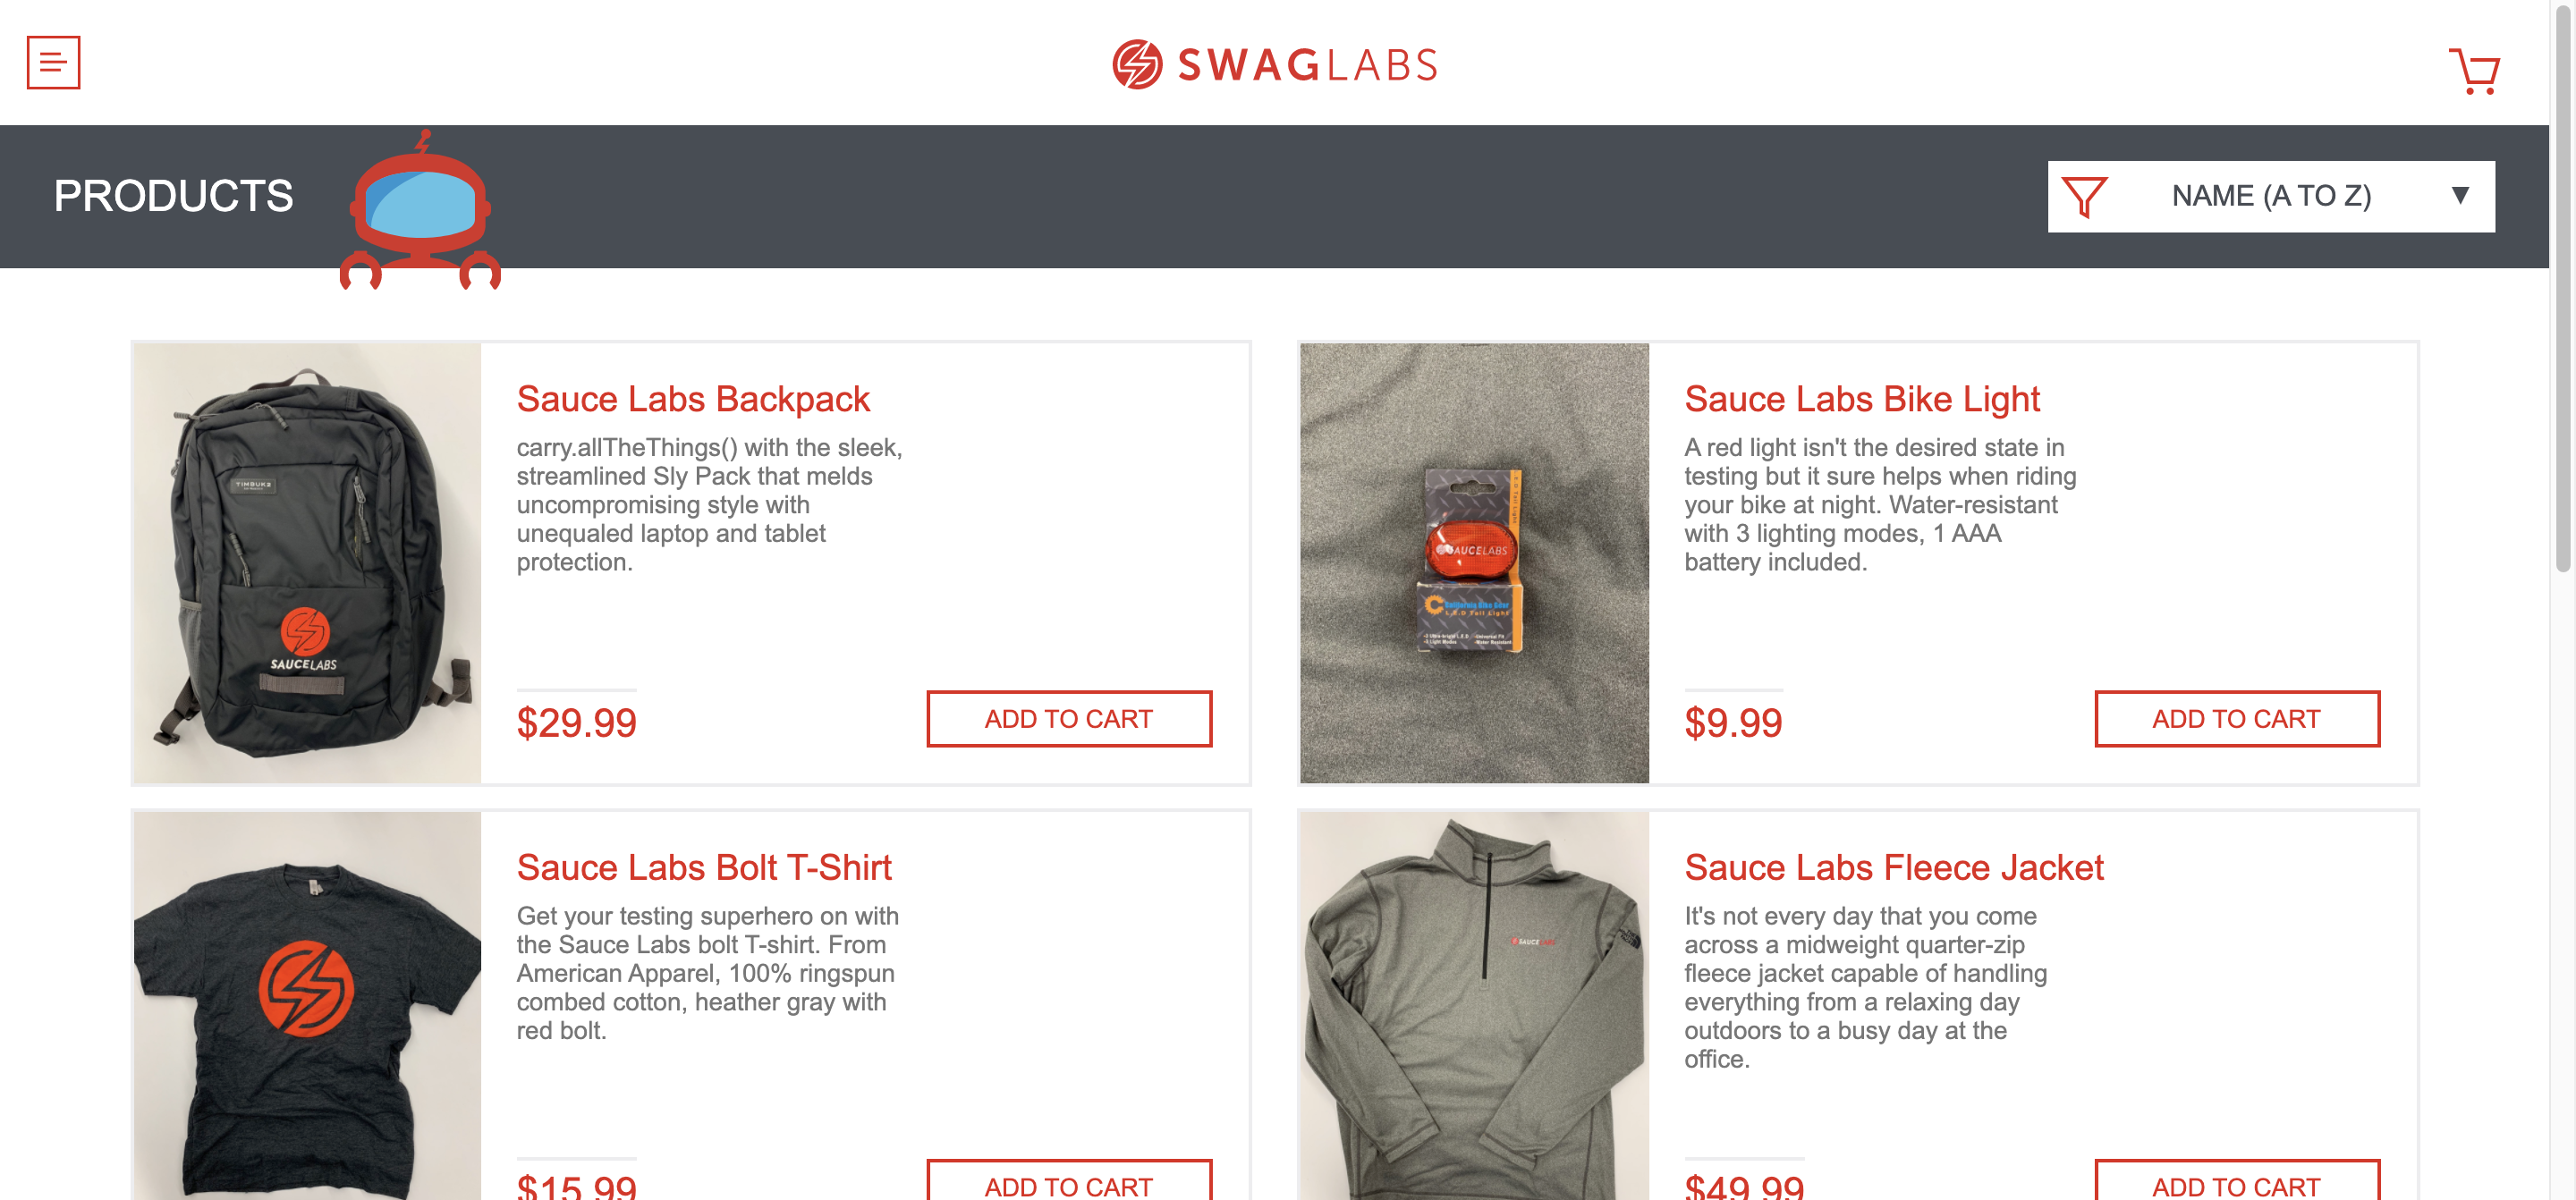 SWAGLABS
PRODUCTS
NAME (A TO Z)
Sauce Labs Backpack
carry.allTheThings() with the sleek,
streamlined Sly Pack that melds
uncompromising style with
unequaled laptop and tablet
protection.
$29.99
ADD TO CART
TIMBUK2
SAUCELABS
Sauce Labs Bike Light
A red light isn't the desired state in
testing but it sure helps when riding
your bike at night. Water-resistant
with 3 lighting modes, 1 AAA
battery included.
$9.99
ADD TO CART
SAUCELABS
California Bike Gear
L.E.D Tail Light
Sauce Labs Bolt T-Shirt
Get your testing superhero on with
the Sauce Labs bolt T-shirt. From
American Apparel, 100% ringspun
combed cotton, heather gray with
red bolt.
$15.99
ADD TO CART
Sauce Labs Fleece Jacket
It's not every day that you come
across a midweight quarter-zip
fleece jacket capable of handling
everything from a relaxing day
outdoors to a busy day at the
office.
$49.99
ADD TO CART
SAUCELABS